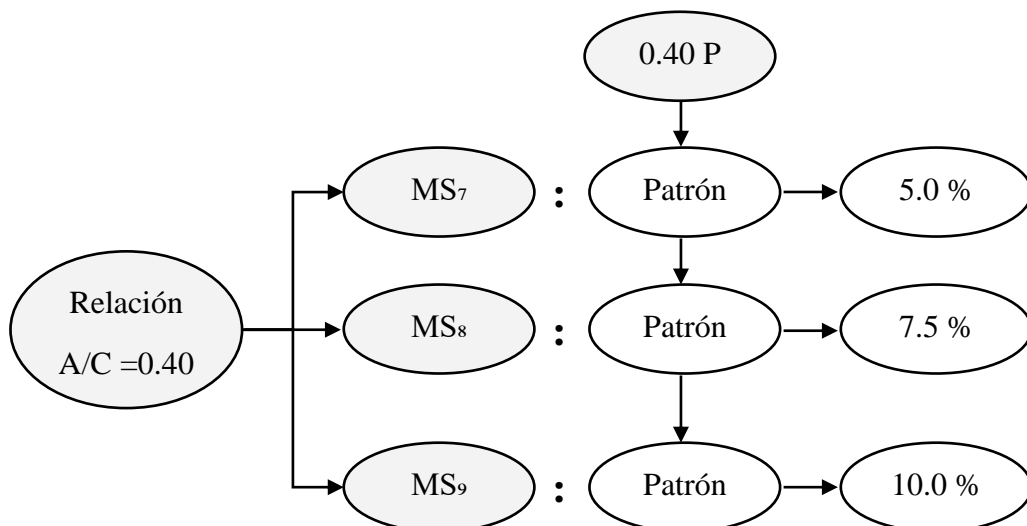 0.40 P
MS₇ : Patrón 5.0 %
Relación
A/C =0.40
MS₈ : Patrón 7.5 %
MS₉ : Patrón 10.0 %